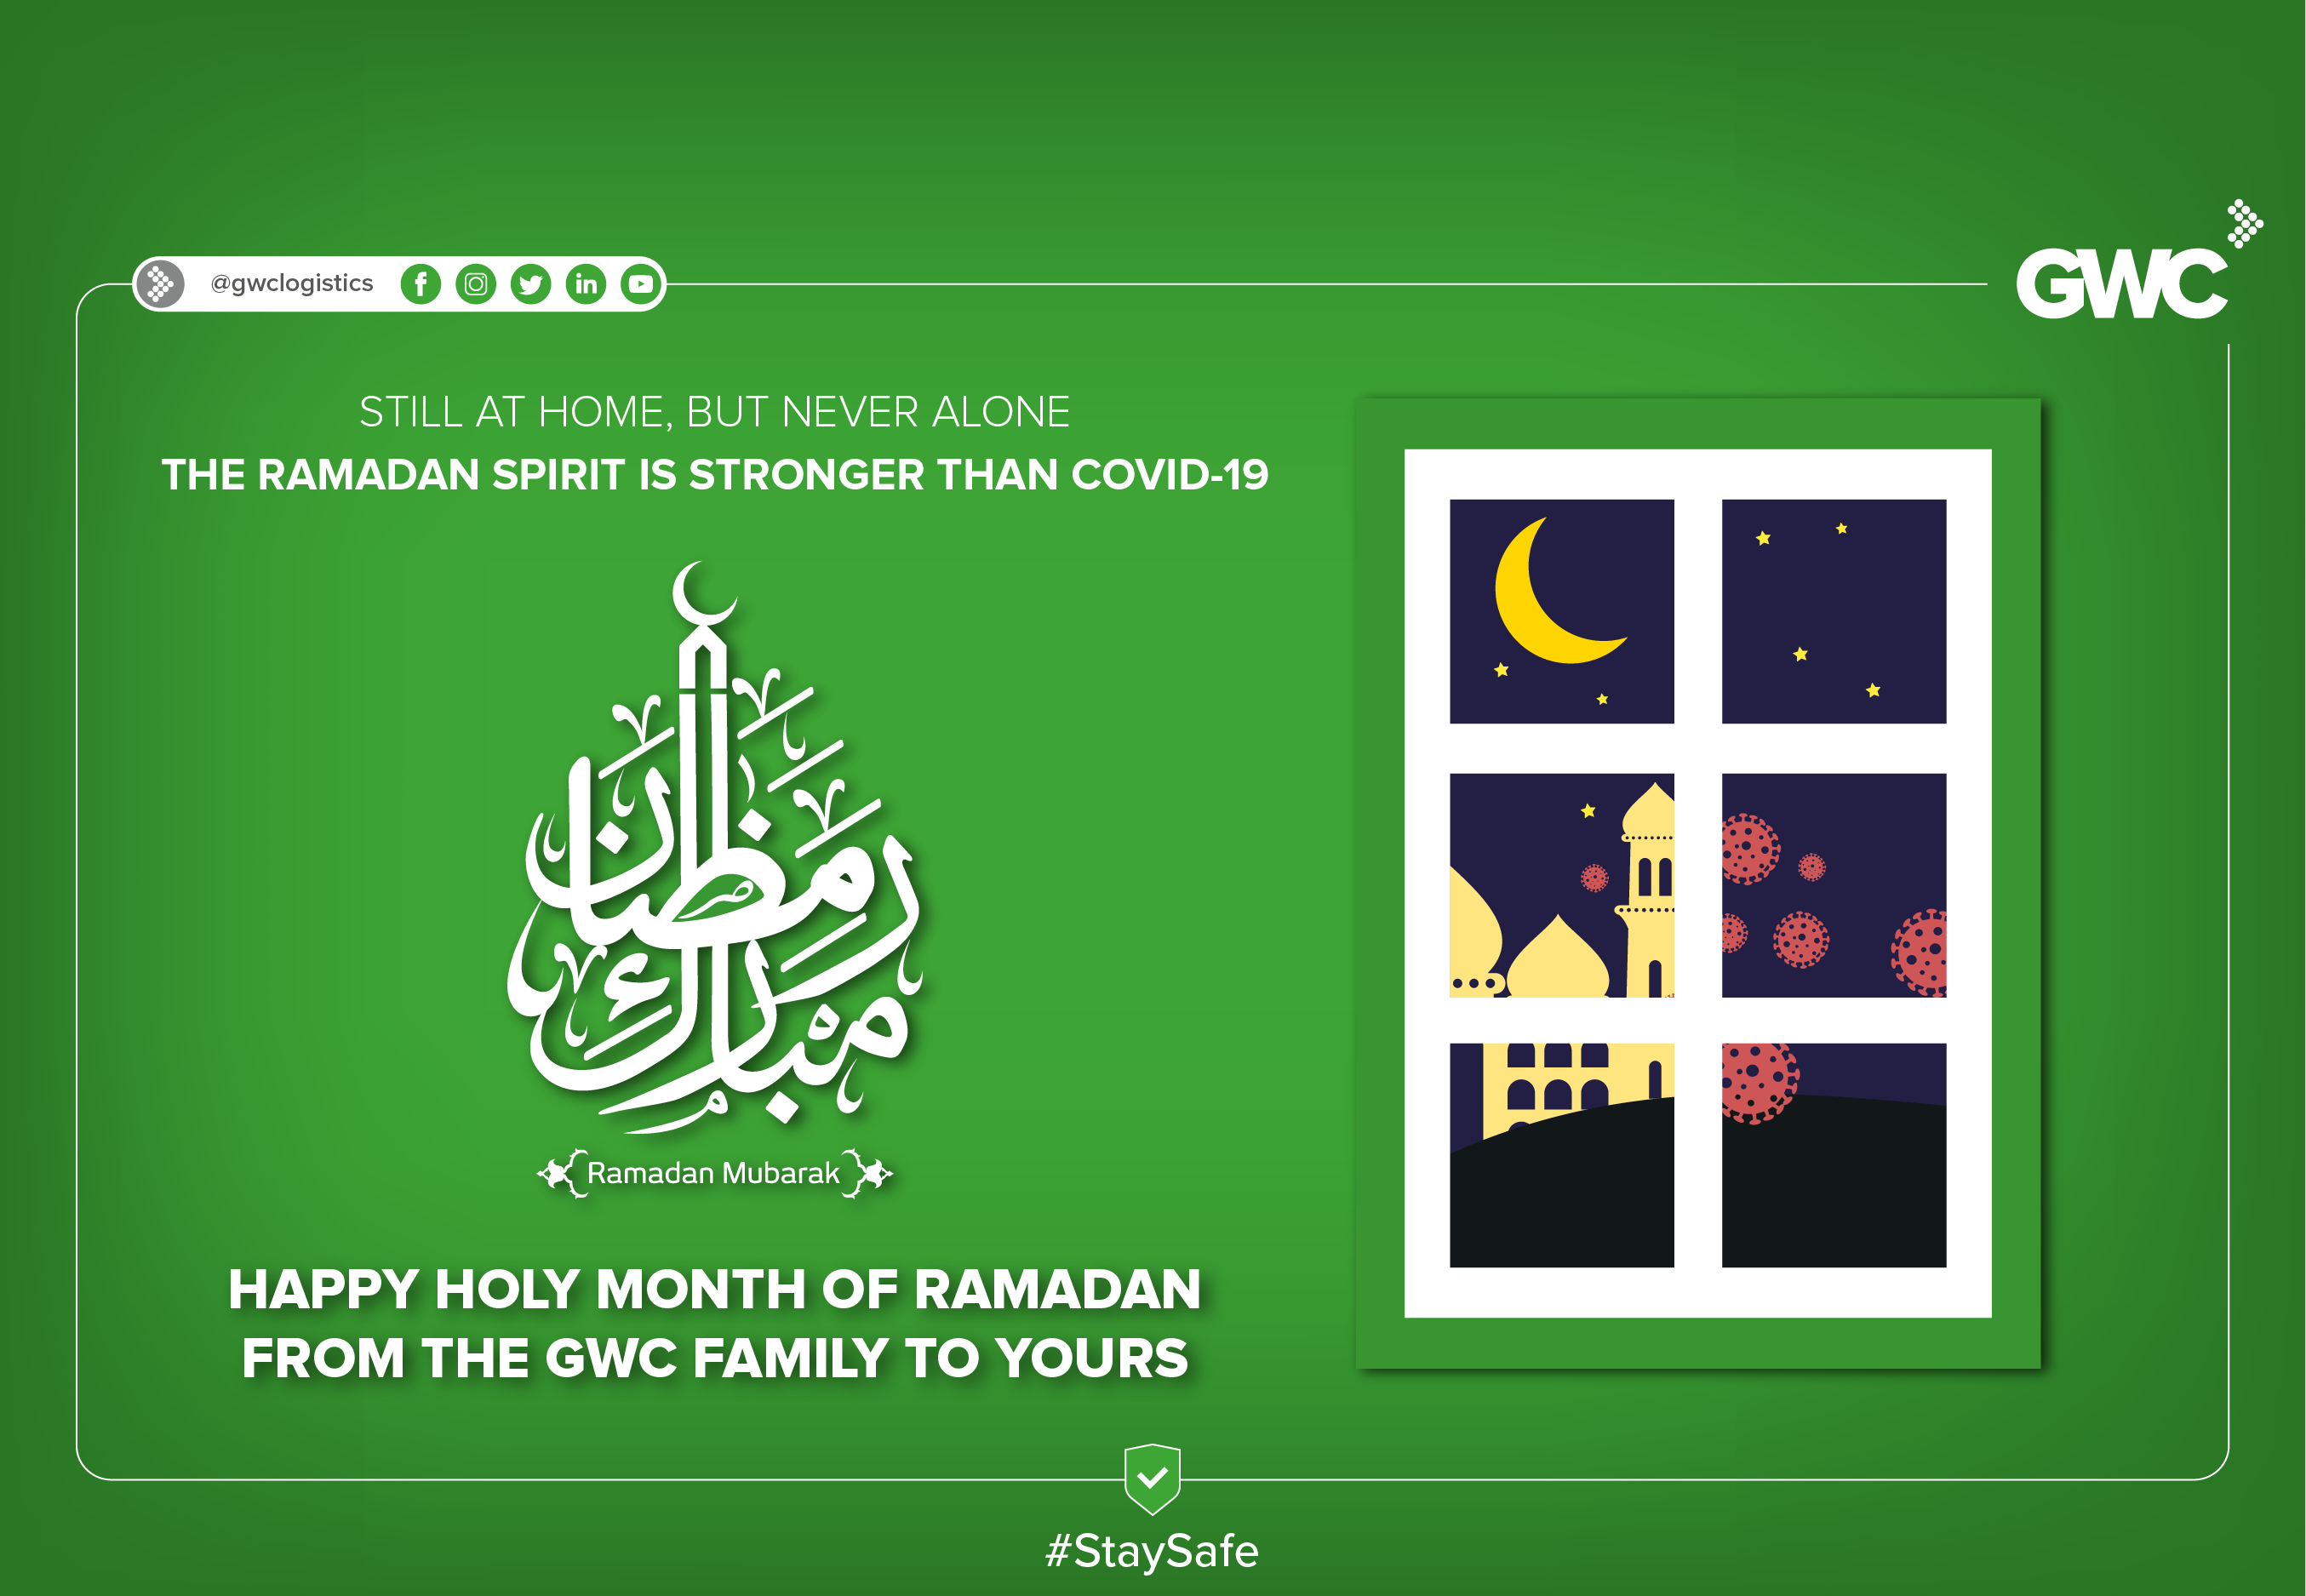 @gwclogistics
GWC
STILL AT HOME, BUT NEVER ALONE
THE RAMADAN SPIRIT IS STRONGER THAN COVID-19
رمضان
مبارك
Ramadan Mubarak
HAPPY HOLY MONTH OF RAMADAN
FROM THE GWC FAMILY TO YOURS
#StaySafe